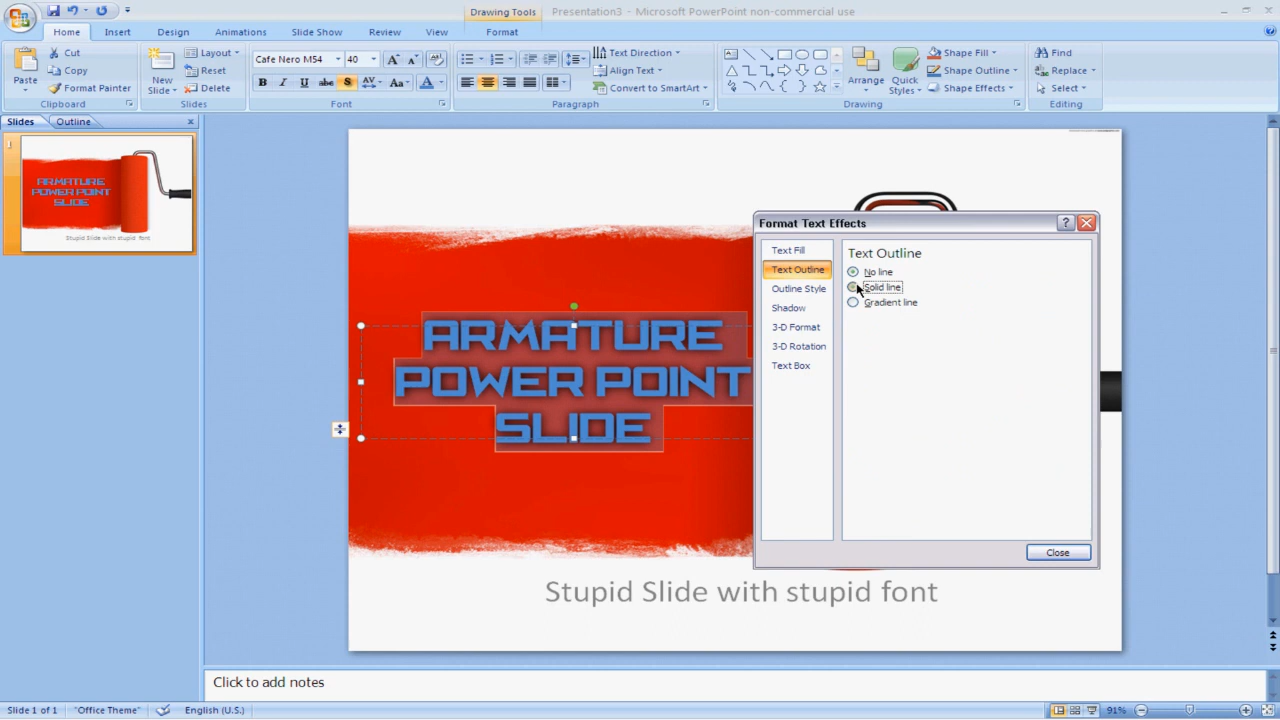 Drawing Tools Presentation3 - Microsoft PowerPoint non-commercial use
Home Insert Design Animations Slide Show Review View Format
Paste
Cut
Copy
Format Painter
Clipboard
New Slide
Layout
Reset
Delete
Slides
Cafe Nero M54 40
B I U abc S AV Aa A
Font
Text Direction
Align Text
Convert to SmartArt
Paragraph
Arrange
Quick Styles
Shape Fill
Shape Outline
Shape Effects
Drawing
Find
Replace
Select
Editing
Slides Outline x
1
ARMATURE
POWER POINT
SLIDE
Stupid Slide with stupid font
ARMATURE
POWER POINT
SLIDE
Stupid Slide with stupid font
Format Text Effects ?
Text Fill
Text Outline
Outline Style
Shadow
3-D Format
3-D Rotation
Text Box
Text Outline
No line
Solid line
Gradient line
Close
Click to add notes
Slide 1 of 1 "Office Theme" English (U.S.) 91%